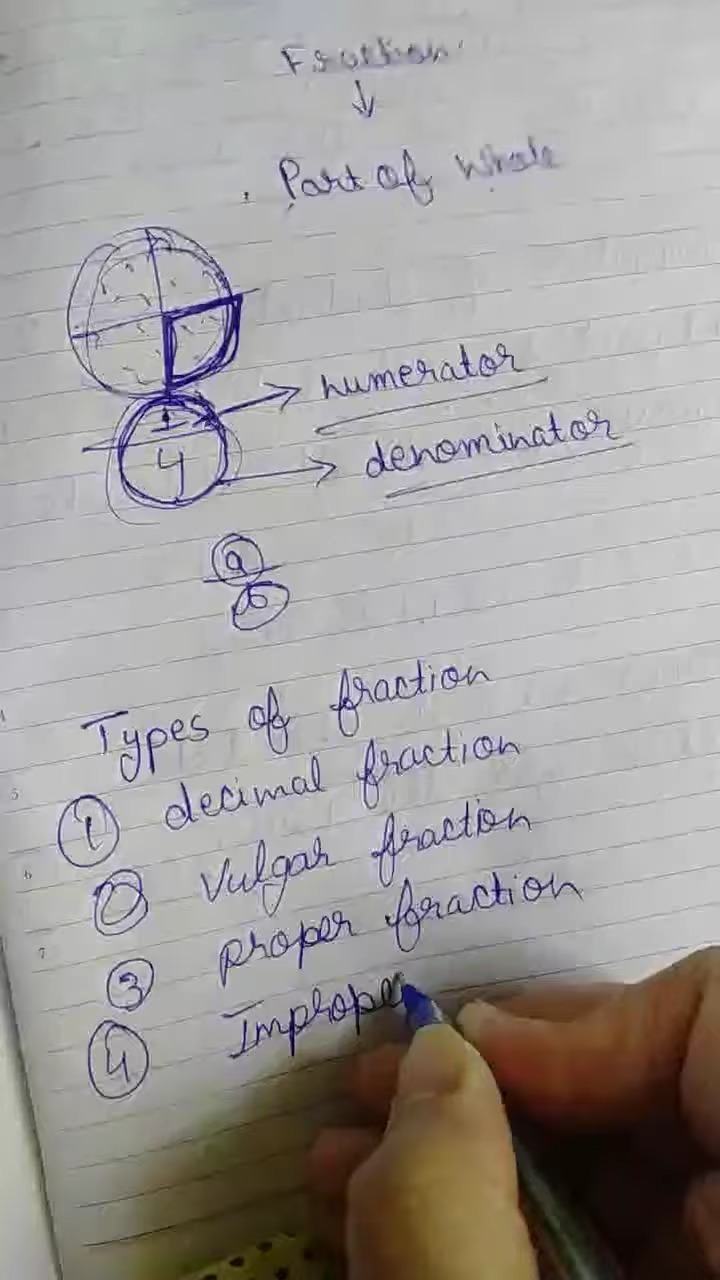 Fraction
↓
Part of Whole
1 → numerator
4 → denominator
a
b
Types of fraction
① decimal fraction
② Vulgar fraction
③ proper fraction
④ Imprope